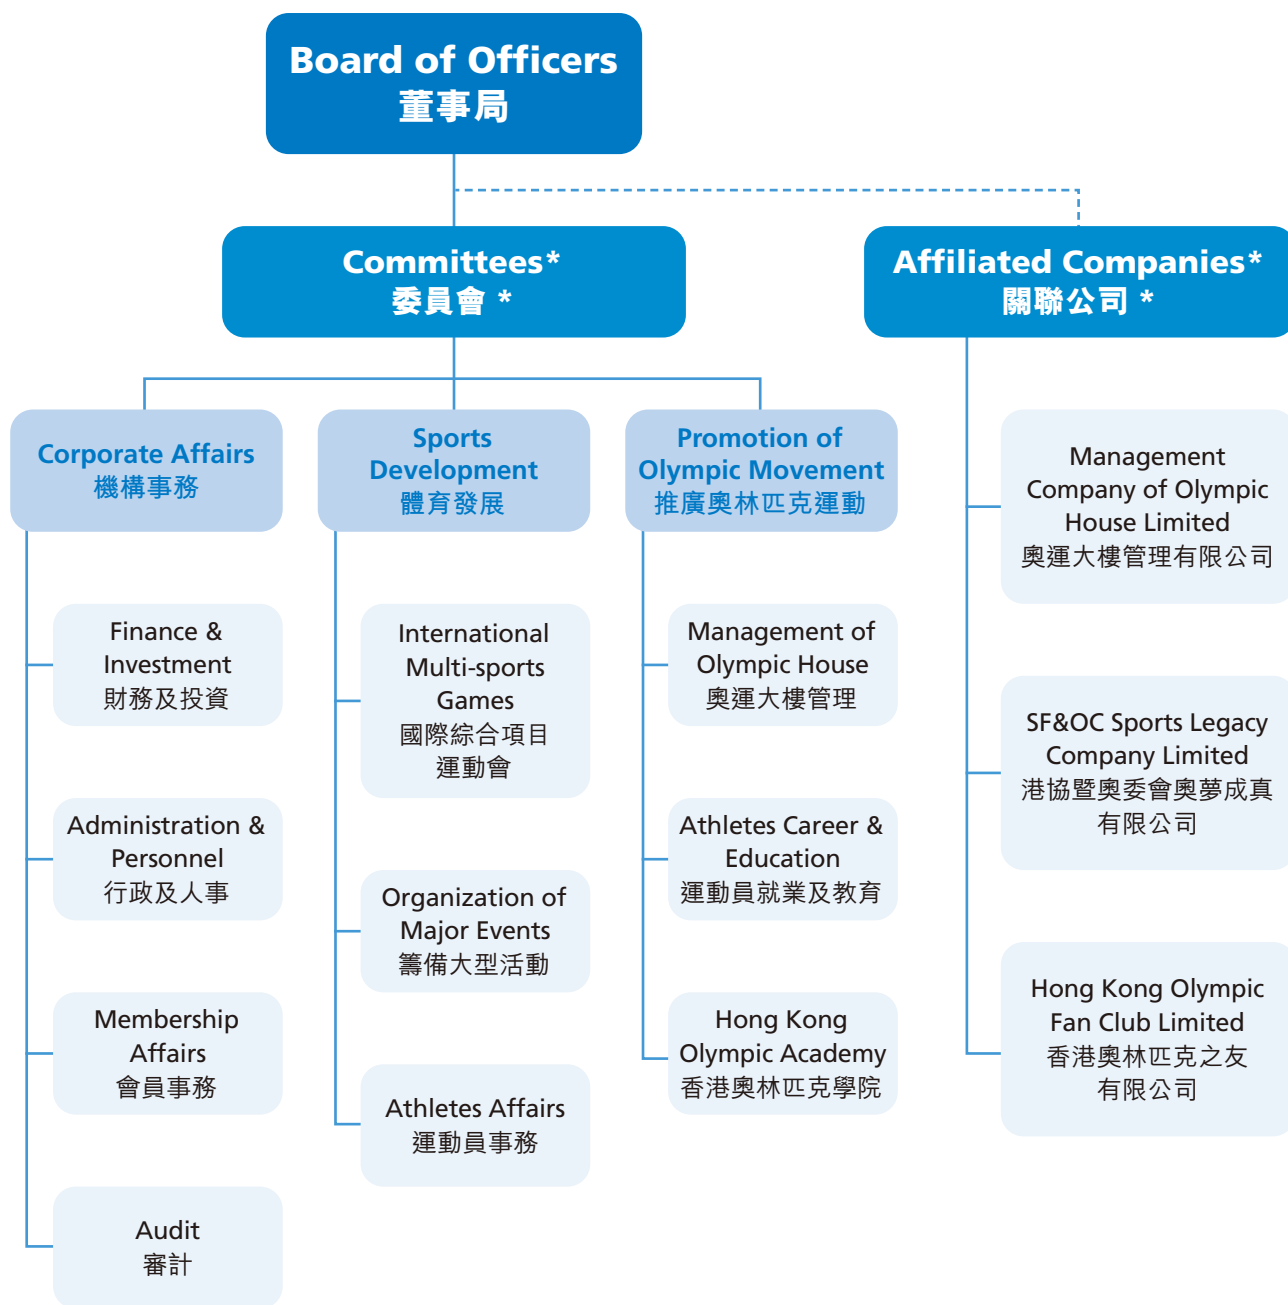 Board of Officers
董事局
Committees*
委員會 *
Affiliated Companies*
關聯公司 *
Corporate Affairs
機構事務
Finance &
Investment
財務及投資
Administration &
Personnel
行政及人事
Membership
Affairs
會員事務
Audit
審計
Sports
Development
體育發展
International
Multi-sports
Games
國際綜合項目
運動會
Organization of
Major Events
籌備大型活動
Athletes Affairs
運動員事務
Promotion of
Olympic Movement
推廣奧林匹克運動
Management of
Olympic House
奧運大樓管理
Athletes Career &
Education
運動員就業及教育
Hong Kong
Olympic Academy
香港奧林匹克學院
Management
Company of Olympic
House Limited
奧運大樓管理有限公司
SF&OC Sports Legacy
Company Limited
港協暨奧委會奧夢成真
有限公司
Hong Kong Olympic
Fan Club Limited
香港奧林匹克之友
有限公司